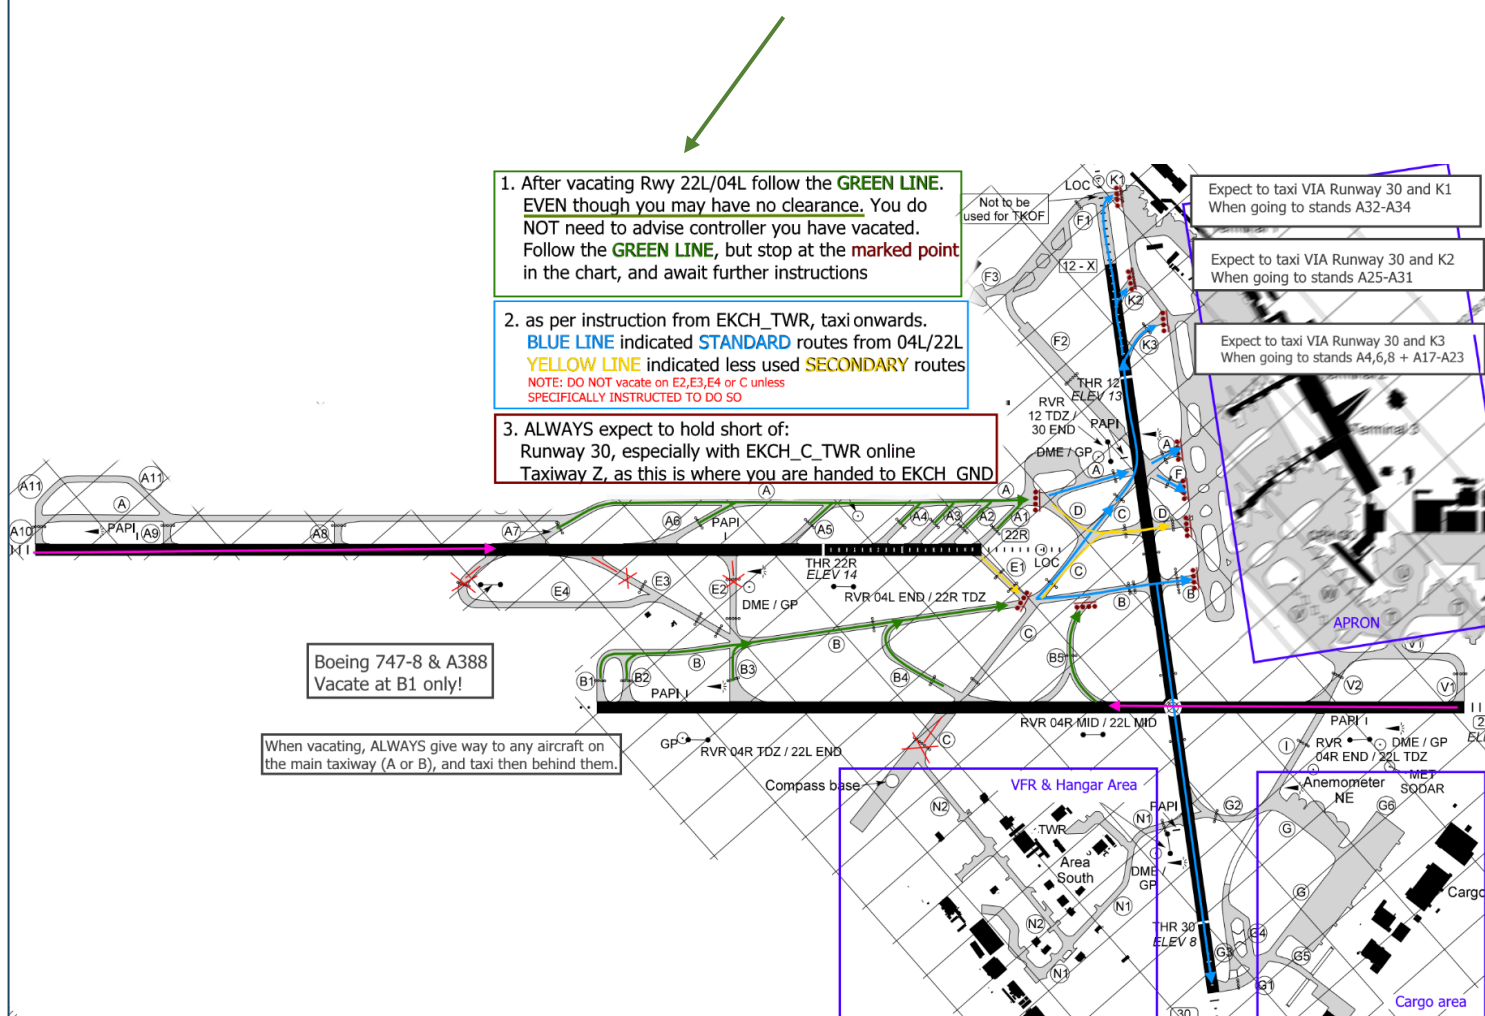 1. After vacating Rwy 22L/04L follow the GREEN LINE.
EVEN though you may have no clearance. You do
NOT need to advise controller you have vacated.
Follow the GREEN LINE, but stop at the marked point
in the chart, and await further instructions
2. as per instruction from EKCH_TWR, taxi onwards.
BLUE LINE indicated STANDARD routes from 04L/22L
YELLOW LINE indicated less used SECONDARY routes
NOTE: DO NOT vacate on E2,E3,E4 or C unless
SPECIFICALLY INSTRUCTED TO DO SO
3. ALWAYS expect to hold short of:
Runway 30, especially with EKCH_C_TWR online
Taxiway Z, as this is where you are handed to EKCH_GND
Expect to taxi VIA Runway 30 and K1
When going to stands A32-A34
Expect to taxi VIA Runway 30 and K2
When going to stands A25-A31
Expect to taxi VIA Runway 30 and K3
When going to stands A4,6,8 + A17-A23
LOC
K1
Not to be
used for TKOF
F1
12 - X
F3
K2
F2
K3
THR 12
ELEV 13
RVR
12 TDZ /
30 END
PAPI
DME / GP
A
A
F
Terminal 3
A11
A11
A
A
A
A10
PAPI
A9
A8
A7
A6
PAPI
A5
A4
A3
A2
A1
22R
D
C
D
THR 22R
ELEV 14
LOC
E1
C
E4
E3
E2
DME / GP
RVR 04L END / 22R TDZ
B
B
APRON
C
B
B
B5
V1
B1
B2
B3
B4
V2
V1
PAPI
Boeing 747-8 & A388
Vacate at B1 only!
RVR 04R MID / 22L MID
PAPI
When vacating, ALWAYS give way to any aircraft on
the main taxiway (A or B), and taxi then behind them.
GP
RVR 04R TDZ / 22L END
C
I
RVR
04R END / 22L TDZ
DME / GP
MET
SODAR
Compass base
VFR & Hangar Area
Anemometer
NE
N2
TWR
N1
PAPI
G2
G
G6
Area
South
DME /
GP
G
Cargo
N1
N2
THR 30
ELEV 8
G4
G3
G5
N1
G1
30
Cargo area